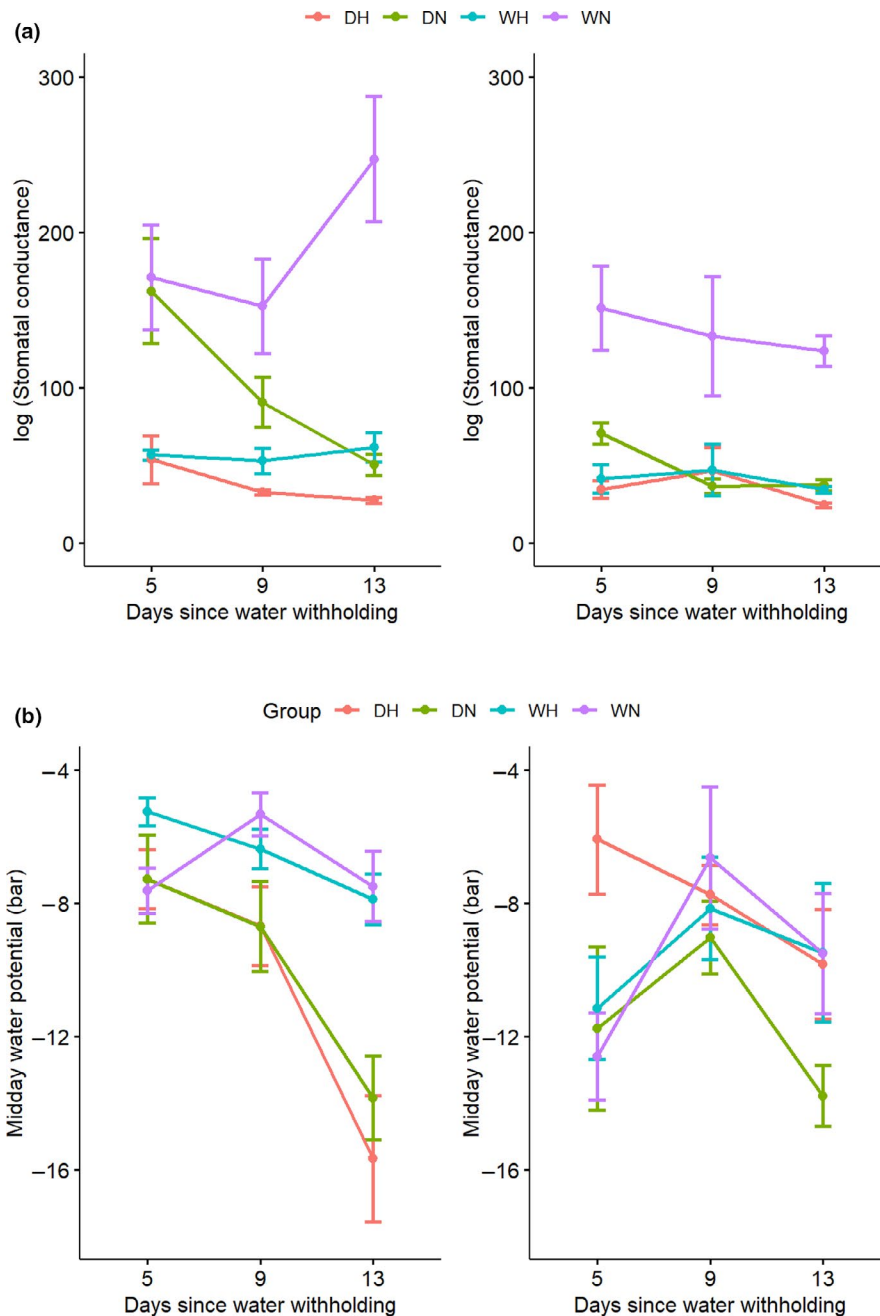 (a)
DH DN WH WN
300
200
100
0
log (Stomatal conductance)
5 9 13
Days since water withholding
300
200
100
0
log (Stomatal conductance)
5 9 13
Days since water withholding
(b)
Group DH DN WH WN
−4
−8
−12
−16
Midday water potential (bar)
5 9 13
Days since water withholding
−4
−8
−12
−16
Midday water potential (bar)
5 9 13
Days since water withholding